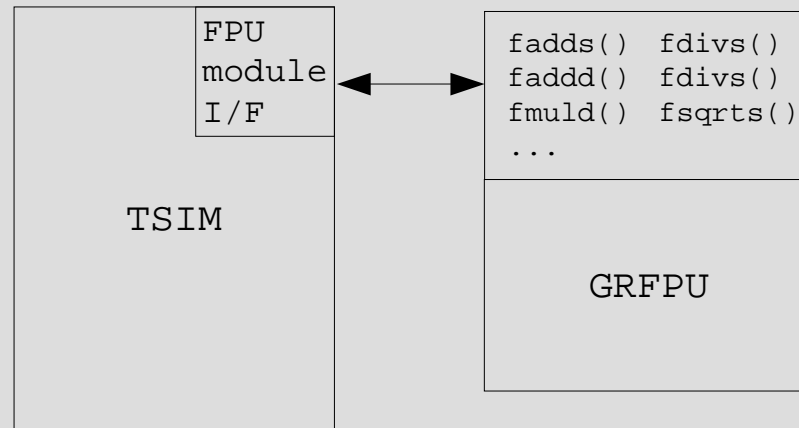 FPU
module
I/F
TSIM
fadds() fdivs()
faddd() fdivs()
fmuld() fsqrts()
...
GRFPU